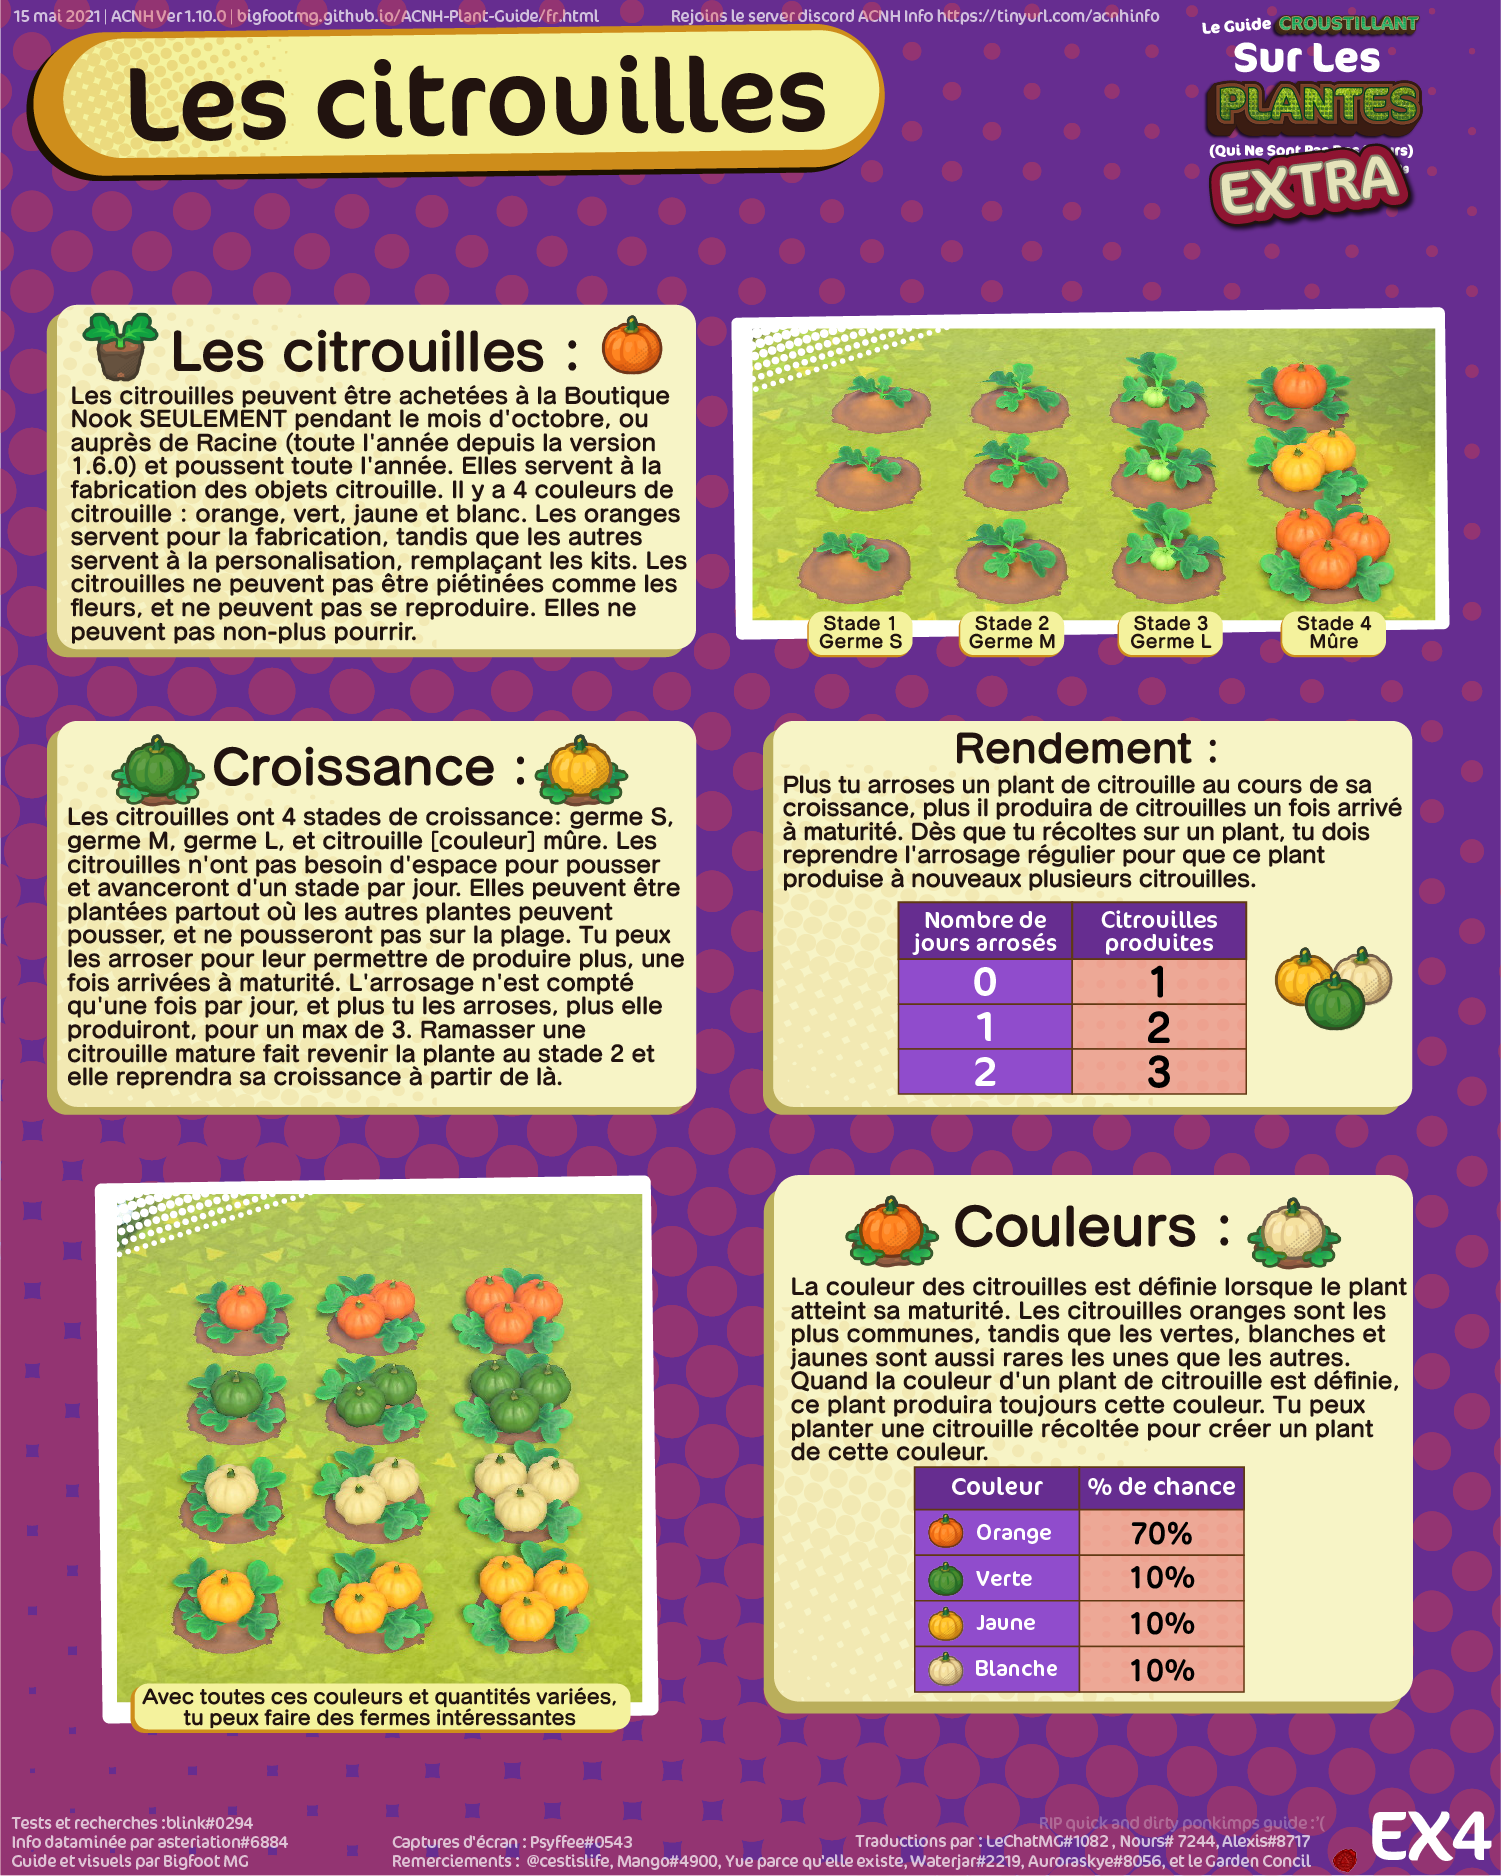 15 mai 2021 | ACNH Ver 1.10.0 | bigfootmg.github.io/ACNH-Plant-Guide/fr.html
Rejoins le server discord ACNH Info https://tinyurl.com/acnhinfo
Le Guide CROUSTILLANT
Sur Les
PLANTES
(Qui Ne Sont Pas
EXTRA
Les citrouilles
Les citrouilles :
Les citrouilles peuvent être achetées à la Boutique
Nook SEULEMENT pendant le mois d'octobre, ou
auprès de Racine (toute l'année depuis la version
1.6.0) et poussent toute l'année. Elles servent à la
fabrication des objets citrouille. Il y a 4 couleurs de
citrouille : orange, vert, jaune et blanc. Les oranges
servent pour la fabrication, tandis que les autres
servent à la personalisation, remplaçant les kits. Les
citrouilles ne peuvent pas être piétinées comme les
fleurs, et ne peuvent pas se reproduire. Elles ne
peuvent pas non-plus pourrir.
Stade 1
Germe S
Stade 2
Germe M
Stade 3
Germe L
Stade 4
Mûre
Croissance :
Les citrouilles ont 4 stades de croissance: germe S,
germe M, germe L, et citrouille [couleur] mûre. Les
citrouilles n'ont pas besoin d'espace pour pousser
et avanceront d'un stade par jour. Elles peuvent être
plantées partout où les autres plantes peuvent
pousser, et ne pousseront pas sur la plage. Tu peux
les arroser pour leur permettre de produire plus, une
fois arrivées à maturité. L'arrosage n'est compté
qu'une fois par jour, et plus tu les arroses, plus elle
produiront, pour un max de 3. Ramasser une
citrouille mature fait revenir la plante au stade 2 et
elle reprendra sa croissance à partir de là.
Rendement :
Plus tu arroses un plant de citrouille au cours de sa
croissance, plus il produira de citrouilles un fois arrivé
à maturité. Dès que tu récoltes sur un plant, tu dois
reprendre l'arrosage régulier pour que ce plant
produise à nouveaux plusieurs citrouilles.
Nombre de jours arrosés Citrouilles produites
0 1
1 2
2 3
Avec toutes ces couleurs et quantités variées,
tu peux faire des fermes intéressantes
Couleurs :
La couleur des citrouilles est définie lorsque le plant
atteint sa maturité. Les citrouilles oranges sont les
plus communes, tandis que les vertes, blanches et
jaunes sont aussi rares les unes que les autres.
Quand la couleur d'un plant de citrouille est définie,
ce plant produira toujours cette couleur. Tu peux
planter une citrouille récoltée pour créer un plant
de cette couleur.
Couleur % de chance
Orange 70%
Verte 10%
Jaune 10%
Blanche 10%
Tests et recherches :blink#0294
Info dataminée par asteriation#6884
Guide et visuels par Bigfoot MG
Captures d'écran : Psyffee#0543
Remerciements : @cestislife, Mango#4900, Yue parce qu'elle existe, Waterjar#2219, Auroraskye#8056, et le Garden Concil
RIP quick and dirty ponkimps guide :'(
Traductions par : LeChatMG#1082 , Nours# 7244, Alexis#8717
EX4